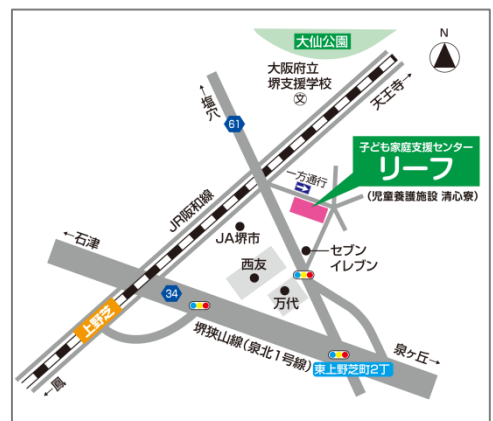 大仙公園
N
大阪府立
堺支援学校
文
天王寺→
←塩穴
61
子ども家庭支援センター
リーフ
(児童養護施設 清心寮)
一方通行
JR阪和線
JA堺市
←石津
セブン
イレブン
西友
万代
34
上野芝
堺狭山線(泉北1号線)
泉ヶ丘→
東上野芝町2丁
←鳳